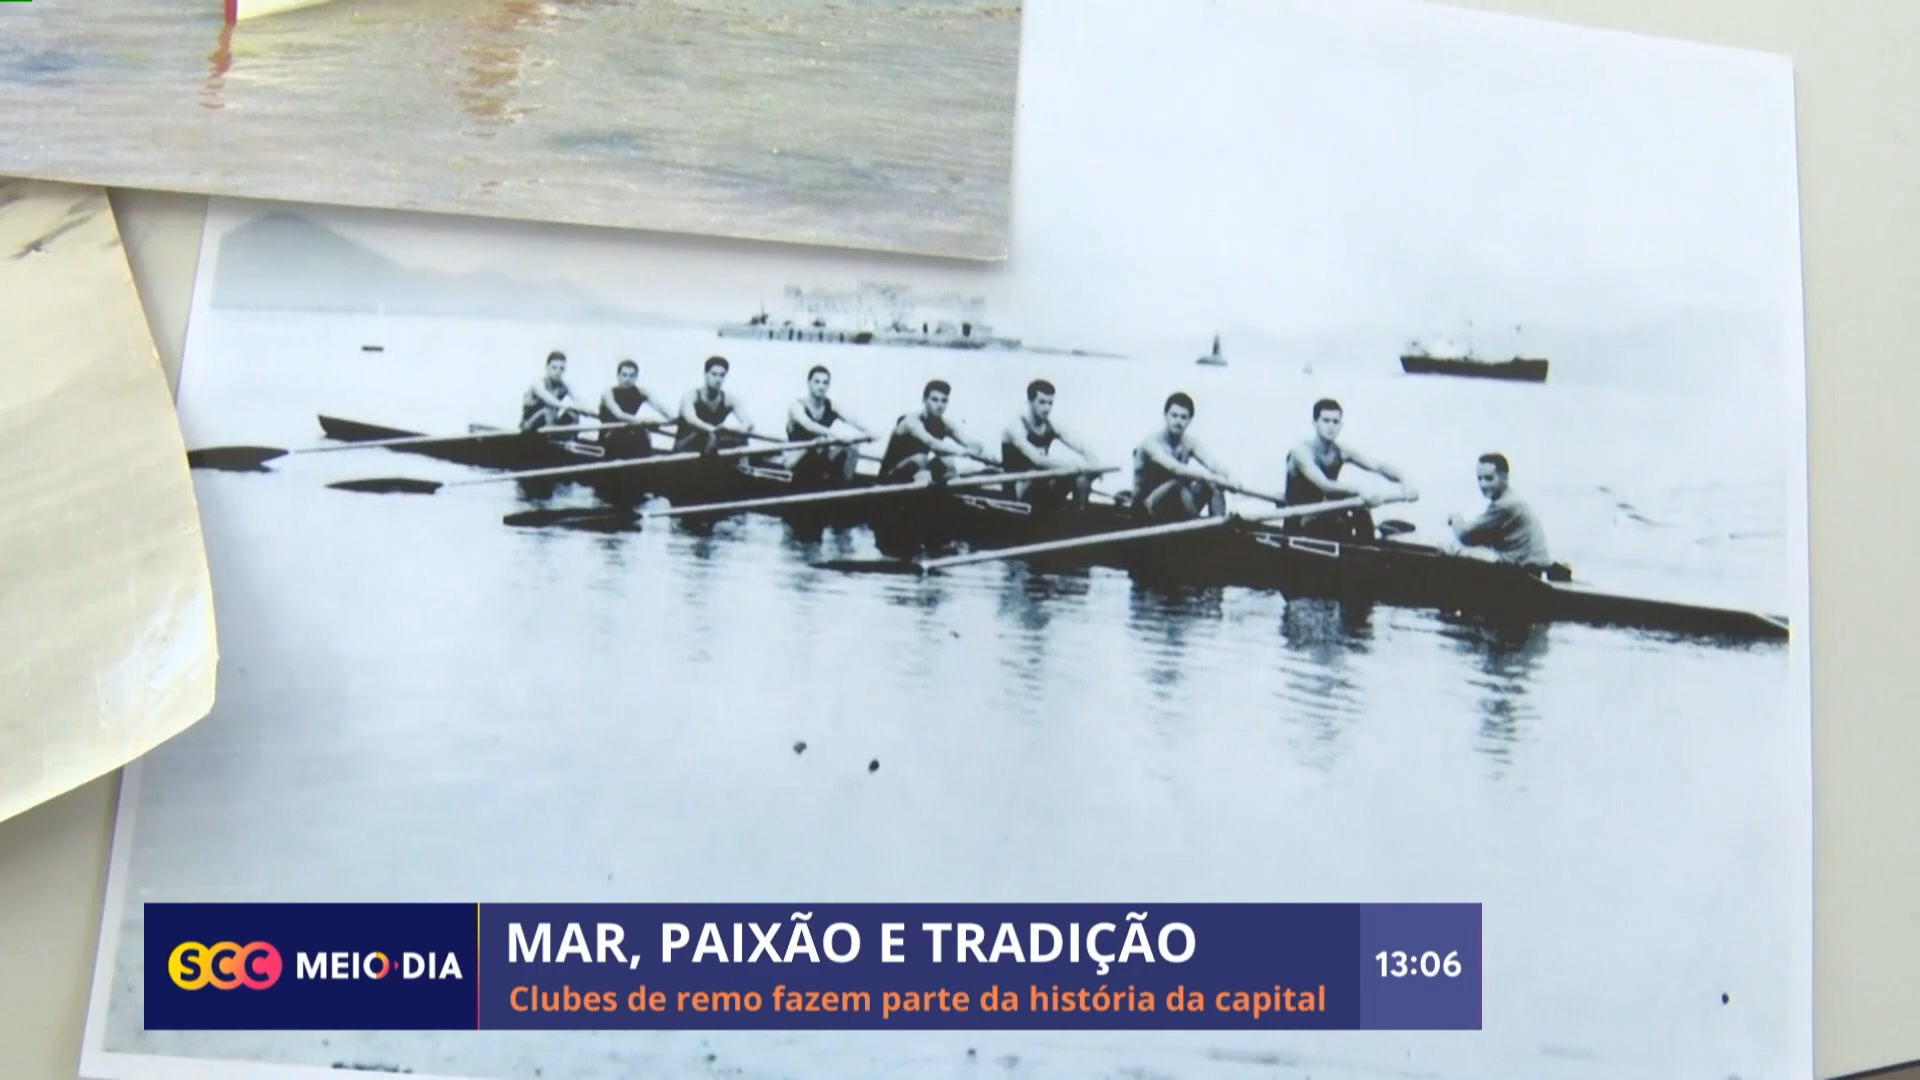 SCC MEIO DIA
MAR, PAIXÃO E TRADIÇÃO
Clubes de remo fazem parte da história da capital
13:06